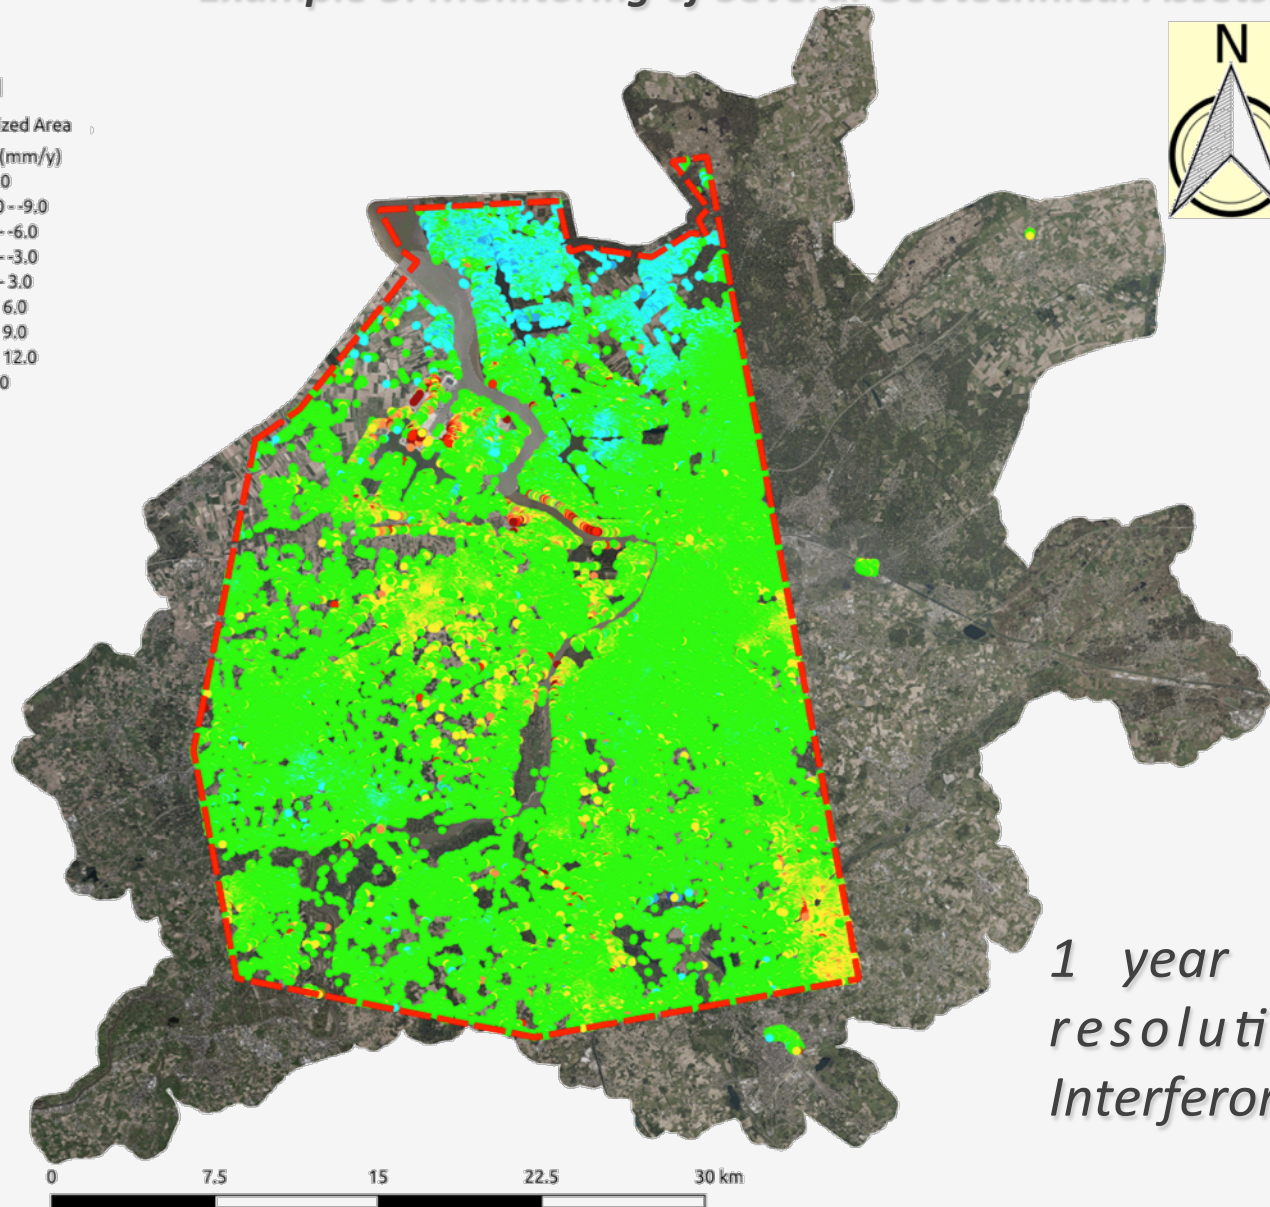 N
ized Area
(mm/y)
0
0 - -9.0
- -6.0
- -3.0
- 3.0
6.0
9.0
12.0
0
1 year
resoluti
Interferor
0 7.5 15 22.5 30 km